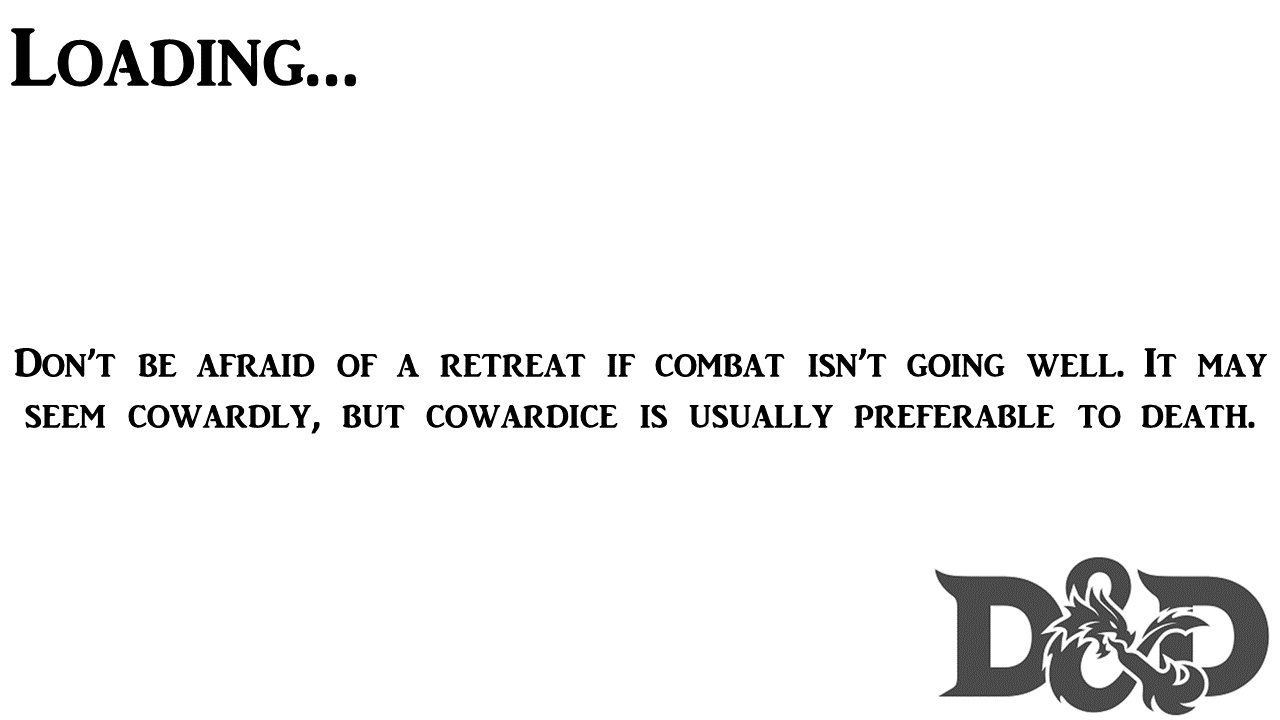 Loading...
Don't be afraid of a retreat if combat isn't going well. It may
seem cowardly, but cowardice is usually preferable to death.
D&D